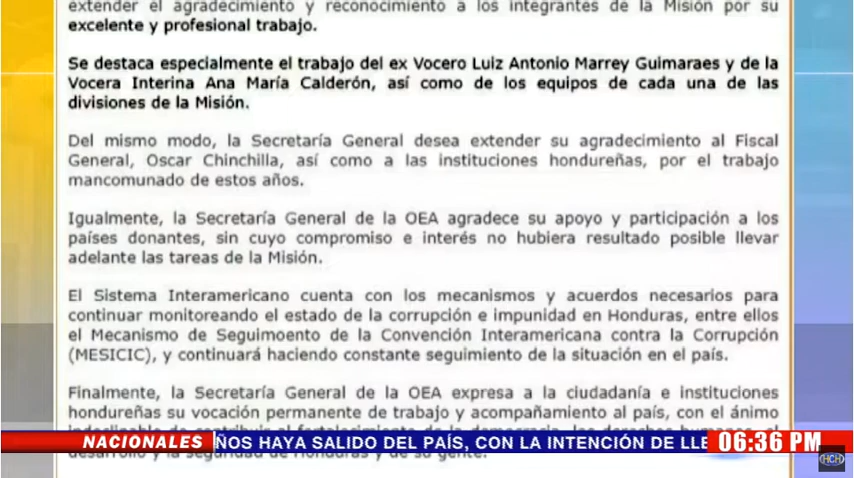 extender el agradecimiento y reconocimiento a los integrantes de la Misión por su
excelente y profesional trabajo.
Se destaca especialmente el trabajo del ex Vocero Luiz Antonio Marrey Guimaraes y de la
Vocera Interina Ana María Calderón, así como de los equipos de cada una de las
divisiones de la Misión.
Del mismo modo, la Secretaría General desea extender su agradecimiento al Fiscal
General, Oscar Chinchilla, así como a las instituciones hondureñas, por el trabajo
mancomunado de estos años.
Igualmente, la Secretaría General de la OEA agradece su apoyo y participación a los
países donantes, sin cuyo compromiso e interés no hubiera resultado posible llevar
adelante las tareas de la Misión.
El Sistema Interamericano cuenta con los mecanismos y acuerdos necesarios para
continuar monitoreando el estado de la corrupción e impunidad en Honduras, entre ellos
el Mecanismo de Seguimoento de la Convención Interamericana contra la Corrupción
(MESICIC), y continuará haciendo constante seguimiento de la situación en el país.
Finalmente, la Secretaría General de la OEA expresa a la ciudadanía e instituciones
hondureñas su vocación permanente de trabajo y acompañamiento al país, con el ánimo
NACIONALES ÑOS HAYA SALIDO DEL PAÍS, CON LA INTENCIÓN DE LLE 06:36 PM
desarrollo y la seguridad de Honduras y de su gente.
HCH